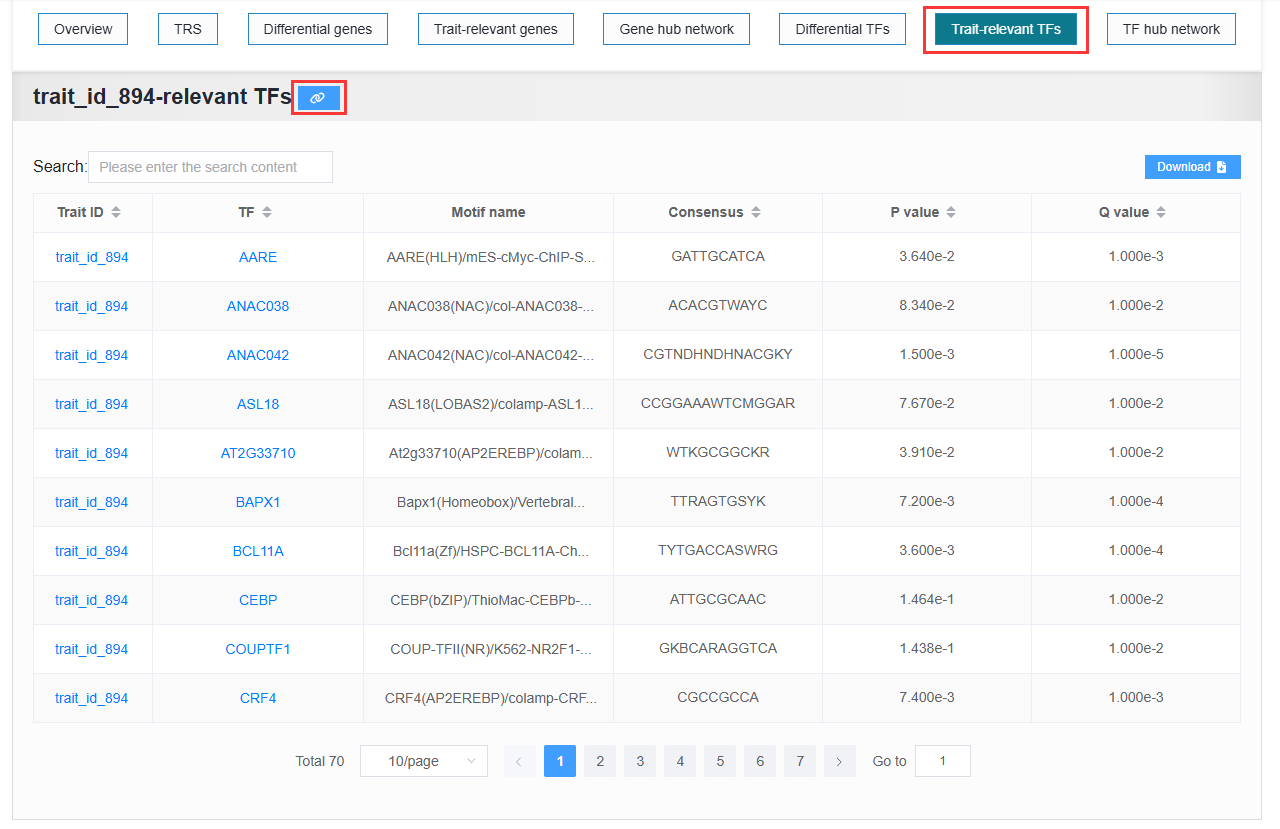 Overview TRS Differential genes Trait-relevant genes Gene hub network Differential TFs Trait-relevant TFs TF hub network
trait_id_894-relevant TFs
Search: Please enter the search content Download
Trait ID TF Motif name Consensus P value Q value
trait_id_894 AARE AARE(HLH)/mES-cMyc-ChIP-S... GATTGCATCA 3.640e-2 1.000e-3
trait_id_894 ANAC038 ANAC038(NAC)/col-ANAC038-... ACACGTWAYC 8.340e-2 1.000e-2
trait_id_894 ANAC042 ANAC042(NAC)/col-ANAC042-... CGTNDHNDHNACGKY 1.500e-3 1.000e-5
trait_id_894 ASL18 ASL18(LOBAS2)/colamp-ASL1... CCGGAAAWTCMGGAR 7.670e-2 1.000e-2
trait_id_894 AT2G33710 At2g33710(AP2EREBP)/colam... WTKGCGGCKR 3.910e-2 1.000e-2
trait_id_894 BAPX1 Bapx1(Homeobox)/Vertebral... TTRAGTGSYK 7.200e-3 1.000e-4
trait_id_894 BCL11A Bcl11a(Zf)/HSPC-BCL11A-Ch... TYTGACCASWRG 3.600e-3 1.000e-4
trait_id_894 CEBP CEBP(bZIP)/ThioMac-CEBPb-... ATTGCGCAAC 1.464e-1 1.000e-2
trait_id_894 COUPTF1 COUP-TFII(NR)/K562-NR2F1-... GKBCARAGGTCA 1.438e-1 1.000e-2
trait_id_894 CRF4 CRF4(AP2EREBP)/colamp-CRF... CGCCGCCA 7.400e-3 1.000e-3
Total 70 10/page 1 2 3 4 5 6 7 Go to 1